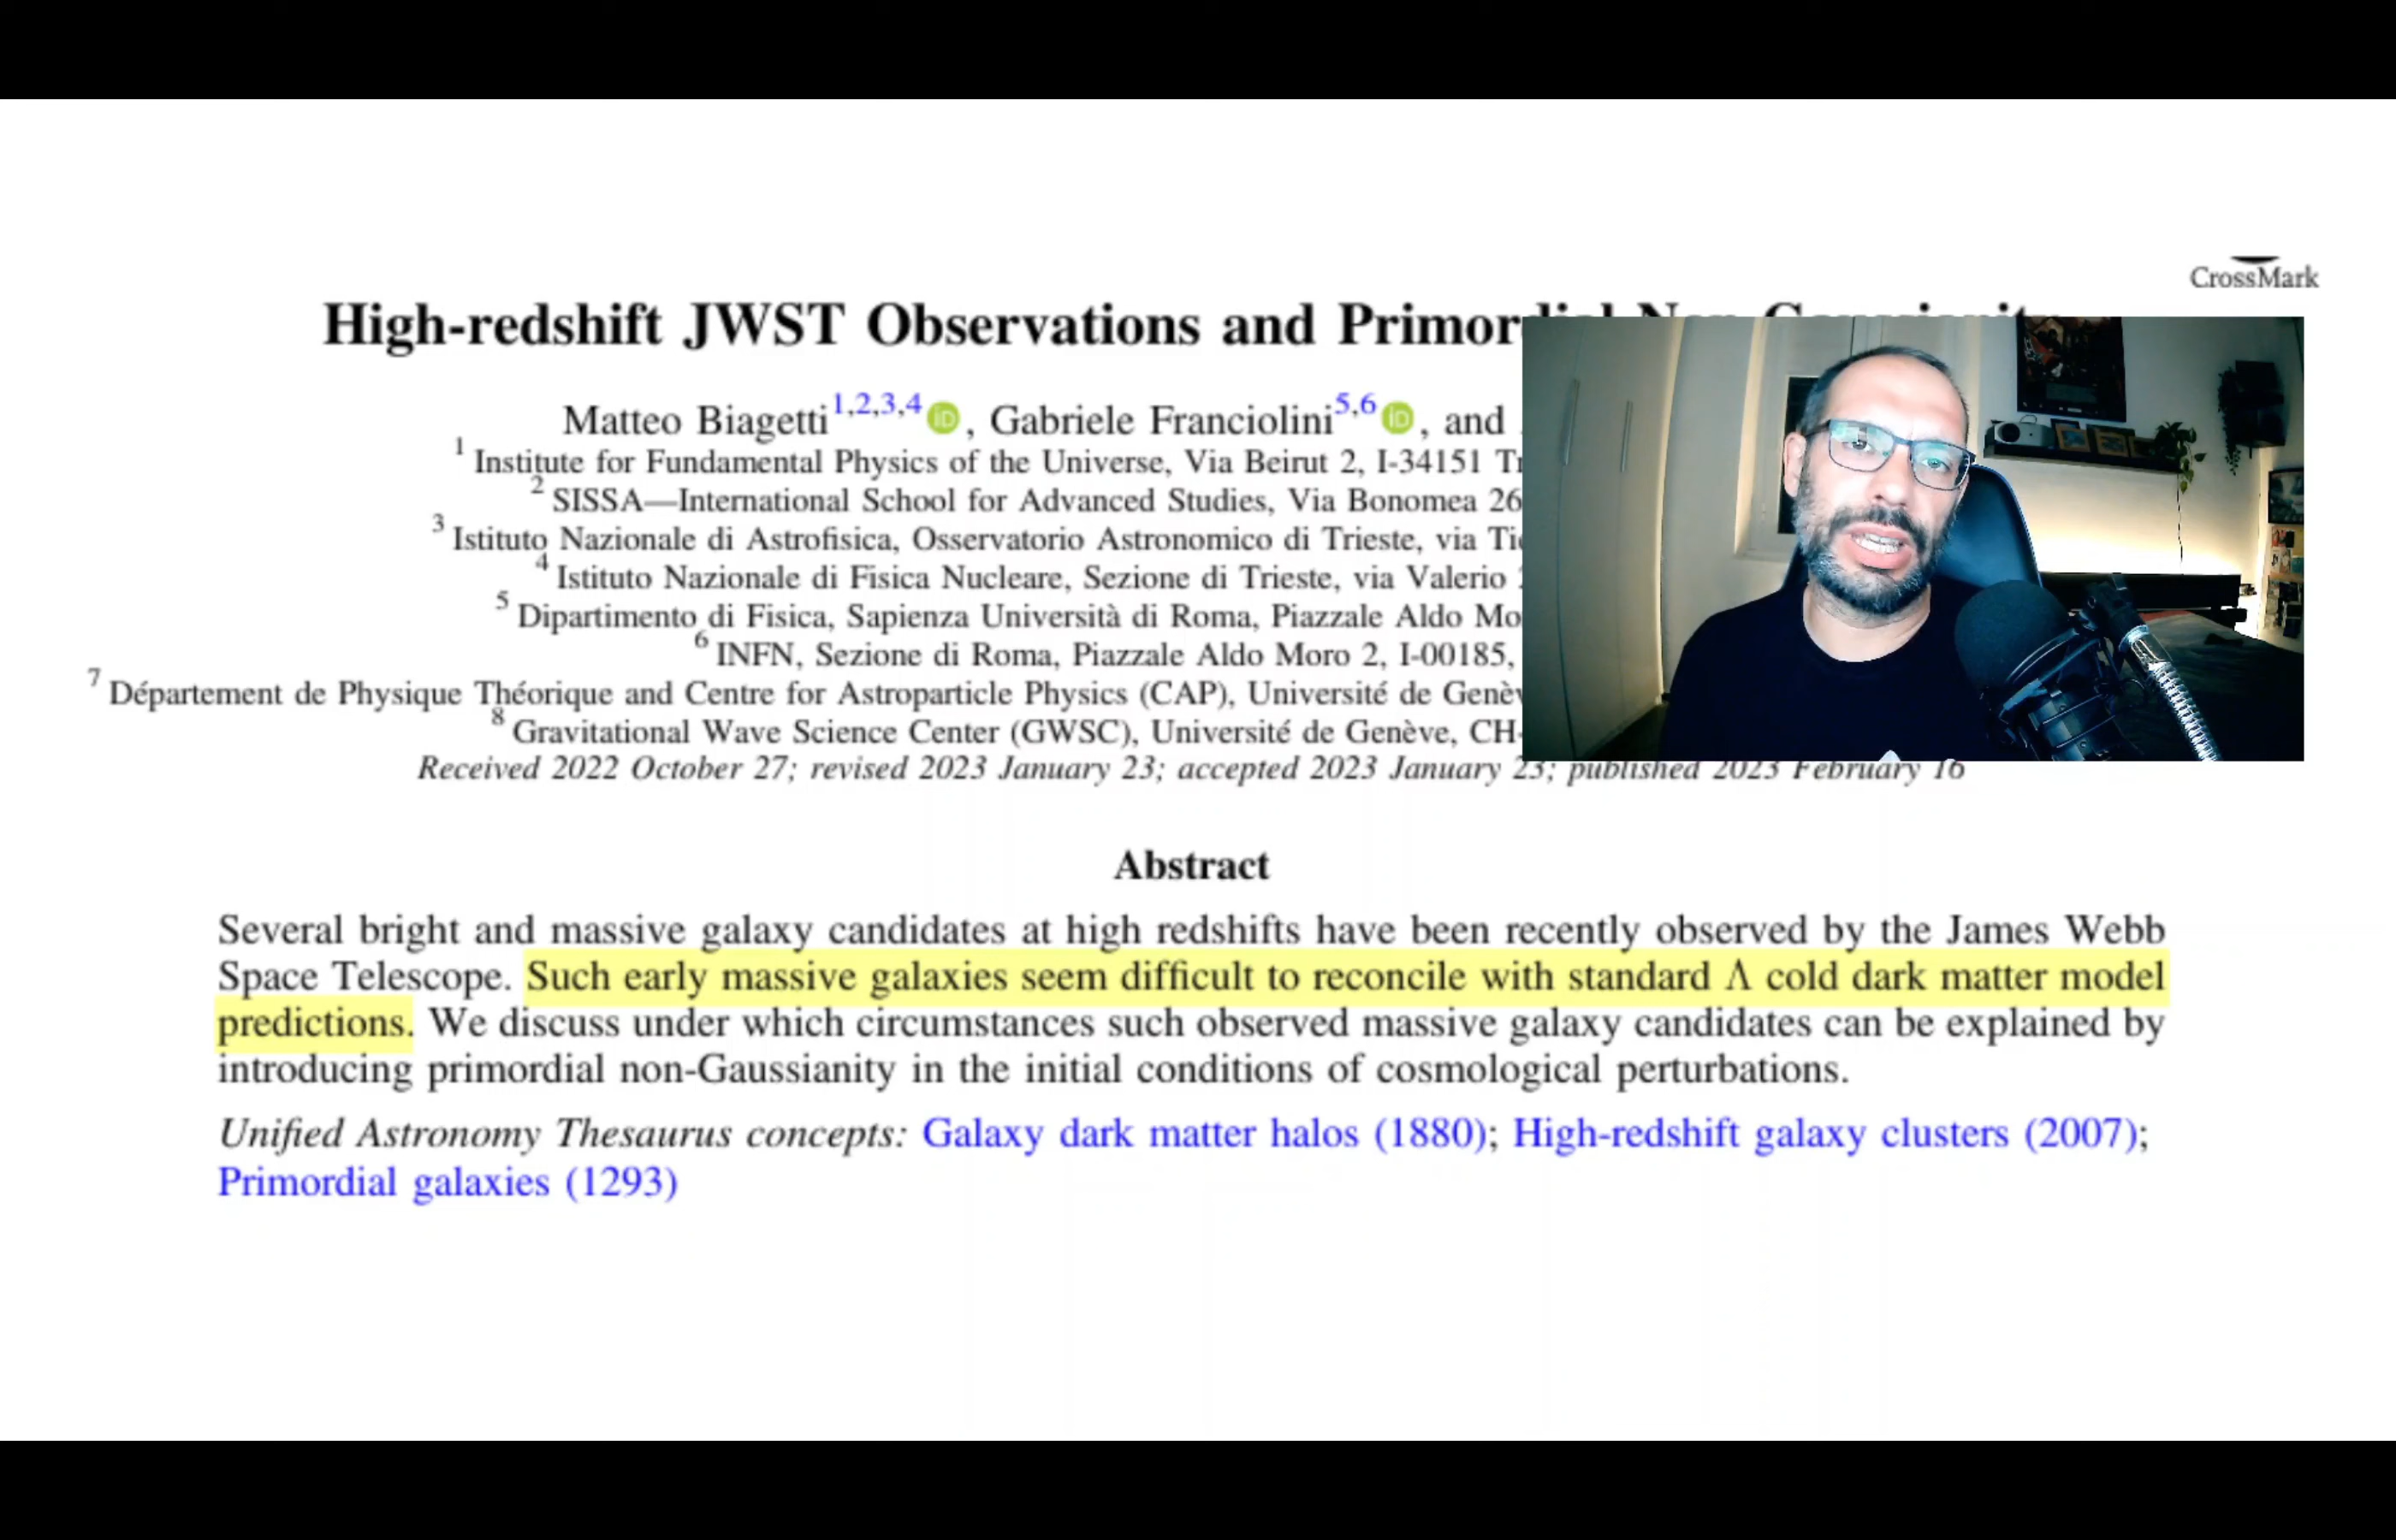 CrossMark
High-redshift JWST Observations and Primordial Non-Gaussianity
Matteo Biagetti1,2,3,4 iD, Gabriele Franciolini5,6 iD, and
1 Institute for Fundamental Physics of the Universe, Via Beirut 2, I-34151
2 SISSA—International School for Advanced Studies, Via Bonomea 26
3 Istituto Nazionale di Astrofisica, Osservatorio Astronomico di Trieste, via
4 Istituto Nazionale di Fisica Nucleare, Sezione di Trieste, via Valerio
5 Dipartimento di Fisica, Sapienza Università di Roma, Piazzale Aldo Mo
6 INFN, Sezione di Roma, Piazzale Aldo Moro 2, I-00185,
7 Département de Physique Théorique and Centre for Astroparticle Physics (CAP), Université de Genèv
8 Gravitational Wave Science Center (GWSC), Université de Genève, CH-
Received 2022 October 27; revised 2023 January 23; accepted 2023 January 23; published 2023 February 16
Abstract
Several bright and massive galaxy candidates at high redshifts have been recently observed by the James Webb
Space Telescope. Such early massive galaxies seem difficult to reconcile with standard Λ cold dark matter model
predictions. We discuss under which circumstances such observed massive galaxy candidates can be explained by
introducing primordial non-Gaussianity in the initial conditions of cosmological perturbations.
Unified Astronomy Thesaurus concepts: Galaxy dark matter halos (1880); High-redshift galaxy clusters (2007);
Primordial galaxies (1293)